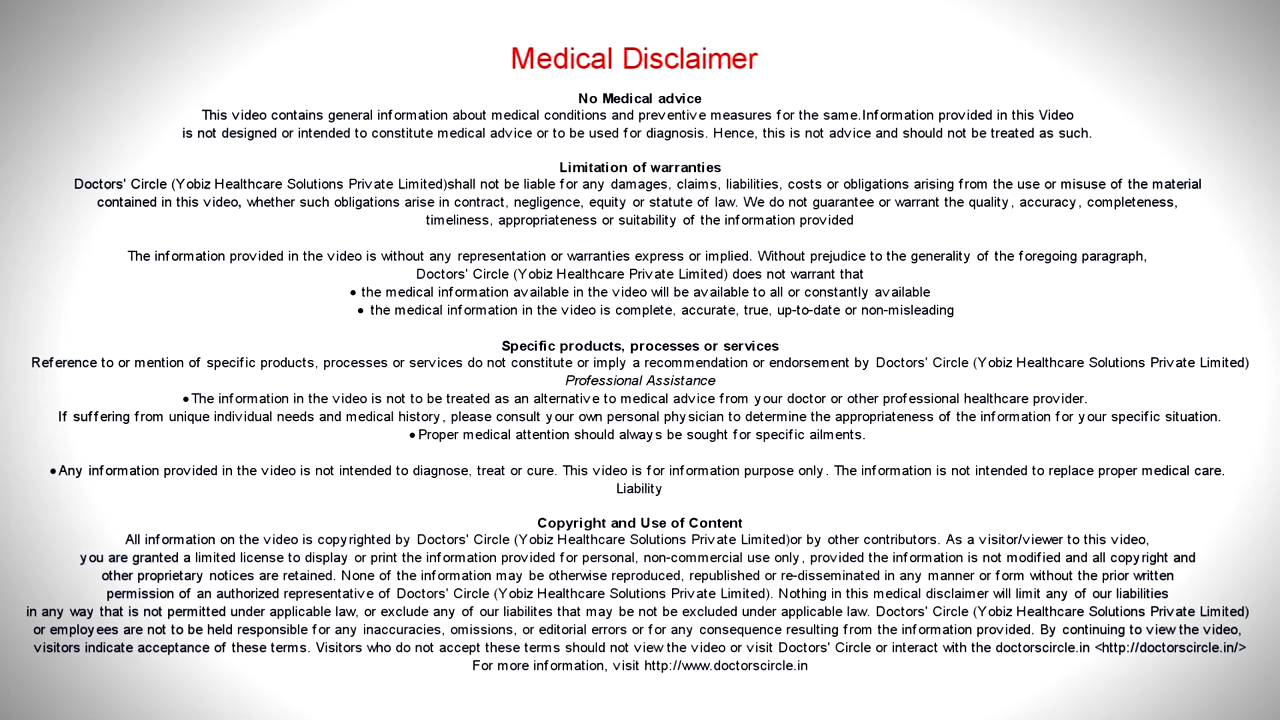 Medical Disclaimer
No Medical advice
This video contains general information about medical conditions and preventive measures for the same.Information provided in this Video
is not designed or intended to constitute medical advice or to be used for diagnosis. Hence, this is not advice and should not be treated as such.
Limitation of warranties
Doctors' Circle (Yobiz Healthcare Solutions Private Limited)shall not be liable for any damages, claims, liabilities, costs or obligations arising from the use or misuse of the material
contained in this video, whether such obligations arise in contract, negligence, equity or statute of law. We do not guarantee or warrant the quality, accuracy, completeness,
timeliness, appropriateness or suitability of the information provided
The information provided in the video is without any representation or warranties express or implied. Without prejudice to the generality of the foregoing paragraph,
Doctors' Circle (Yobiz Healthcare Private Limited) does not warrant that
• the medical information available in the video will be available to all or constantly available
• the medical information in the video is complete, accurate, true, up-to-date or non-misleading
Specific products, processes or services
Reference to or mention of specific products, processes or services do not constitute or imply a recommendation or endorsement by Doctors' Circle (Yobiz Healthcare Solutions Private Limited)
Professional Assistance
•The information in the video is not to be treated as an alternative to medical advice from your doctor or other professional healthcare provider.
If suffering from unique individual needs and medical history, please consult your own personal physician to determine the appropriateness of the information for your specific situation.
•Proper medical attention should always be sought for specific ailments.
•Any information provided in the video is not intended to diagnose, treat or cure. This video is for information purpose only. The information is not intended to replace proper medical care.
Liability
Copyright and Use of Content
All information on the video is copyrighted by Doctors' Circle (Yobiz Healthcare Solutions Private Limited)or by other contributors. As a visitor/viewer to this video,
you are granted a limited license to display or print the information provided for personal, non-commercial use only, provided the information is not modified and all copyright and
other proprietary notices are retained. None of the information may be otherwise reproduced, republished or re-disseminated in any manner or form without the prior written
permission of an authorized representative of Doctors' Circle (Yobiz Healthcare Solutions Private Limited). Nothing in this medical disclaimer will limit any of our liabilities
in any way that is not permitted under applicable law, or exclude any of our liabilites that may be not be excluded under applicable law. Doctors' Circle (Yobiz Healthcare Solutions Private Limited)
or employees are not to be held responsible for any inaccuracies, omissions, or editorial errors or for any consequence resulting from the information provided. By continuing to view the video,
visitors indicate acceptance of these terms. Visitors who do not accept these terms should not view the video or visit Doctors' Circle or interact with the doctorscircle.in <http://doctorscircle.in/>
For more information, visit http://www.doctorscircle.in